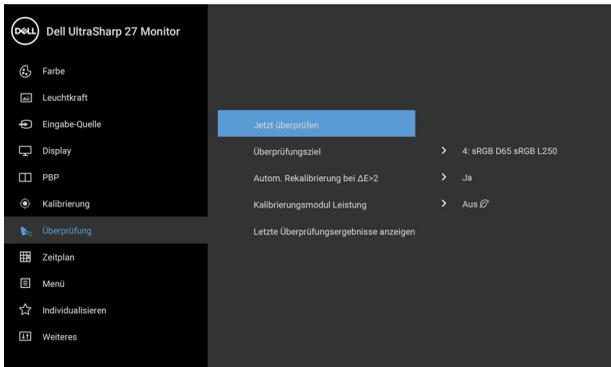 DELL Dell UltraSharp 27 Monitor
Farbe
Leuchtkraft
Eingabe-Quelle
Display
PBP
Kalibrierung
Überprüfung
Zeitplan
Menü
Individualisieren
Weiteres
Jetzt überprüfen
Überprüfungsziel > 4: sRGB D65 sRGB L250
Autom. Rekalibrierung bei ΔE>2 > Ja
Kalibrierungsmodul Leistung > Aus
Letzte Überprüfungsergebnisse anzeigen